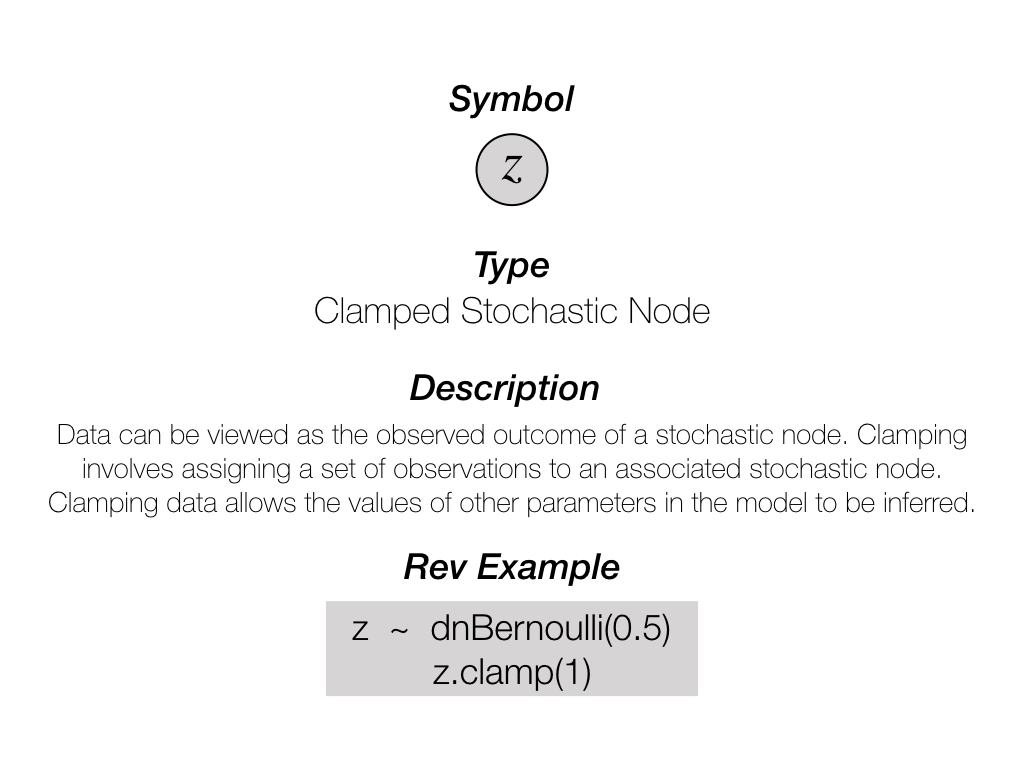 Symbol
z
Type
Clamped Stochastic Node
Description
Data can be viewed as the observed outcome of a stochastic node. Clamping
involves assigning a set of observations to an associated stochastic node.
Clamping data allows the values of other parameters in the model to be inferred.
Rev Example
z ~ dnBernoulli(0.5)
z.clamp(1)